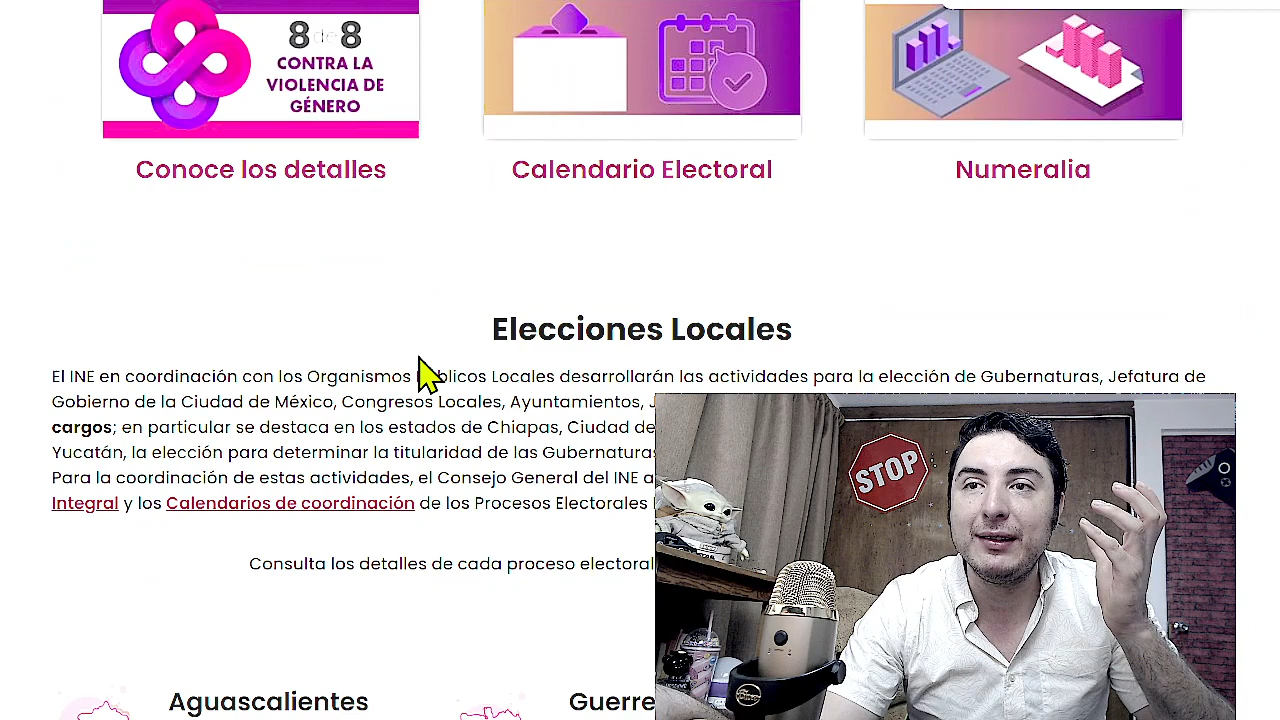 8 de 8
CONTRA LA
VIOLENCIA DE
GÉNERO
Conoce los detalles
Calendario Electoral
Numeralia
Elecciones Locales
El INE en coordinación con los Organismos Públicos Locales desarrollarán las actividades para la elección de Gubernaturas, Jefatura de
Gobierno de la Ciudad de México, Congresos Locales, Ayuntamientos, J
cargos; en particular se destaca en los estados de Chiapas, Ciudad de
Yucatán, la elección para determinar la titularidad de las Gubernaturas
Para la coordinación de estas actividades, el Consejo General del INE a
Integral y los Calendarios de coordinación de los Procesos Electorales
Consulta los detalles de cada proceso electoral
STOP
Aguascalientes
Guerre